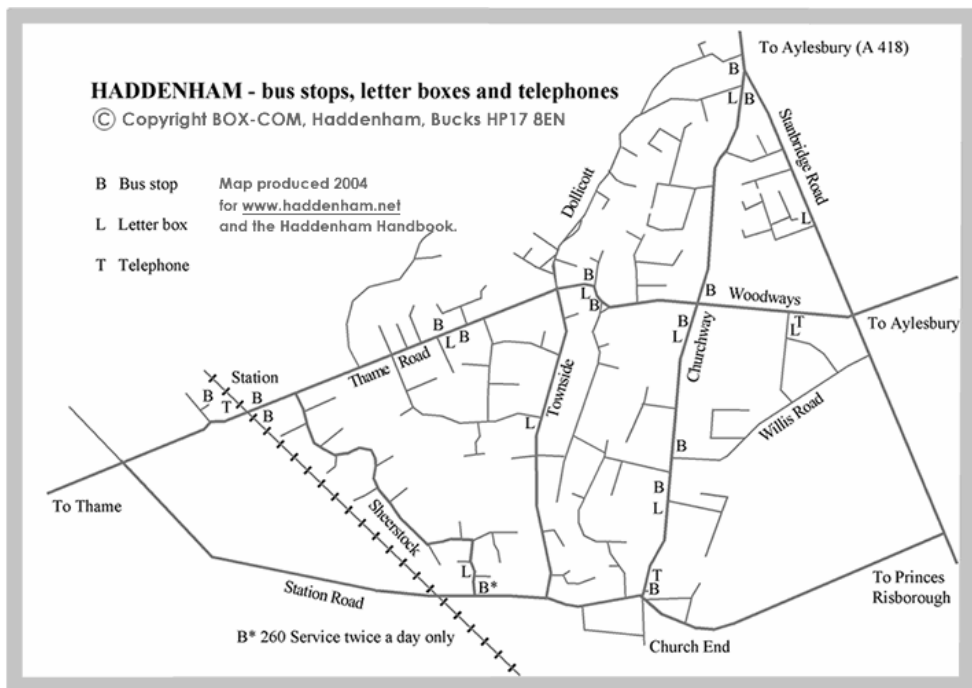 To Aylesbury (A 418)
HADDENHAM - bus stops, letter boxes and telephones
© Copyright BOX-COM, Haddenham, Bucks HP17 8EN
B Bus stop
L Letter box
T Telephone
Map produced 2004
for www.haddenham.net
and the Haddenham Handbook.
B
L B
Stanbridge Road
L
Dollicott
B
L
B
B
Woodways
To Aylesbury
B
L B
Thame Road
B
L
Churchway
T
L
Station
B
T
B
B
Townside
L
Willis Road
B
To Thame
Sheerstock
B
L
L
B*
T
B
Station Road
To Princes
Risborough
B* 260 Service twice a day only
Church End